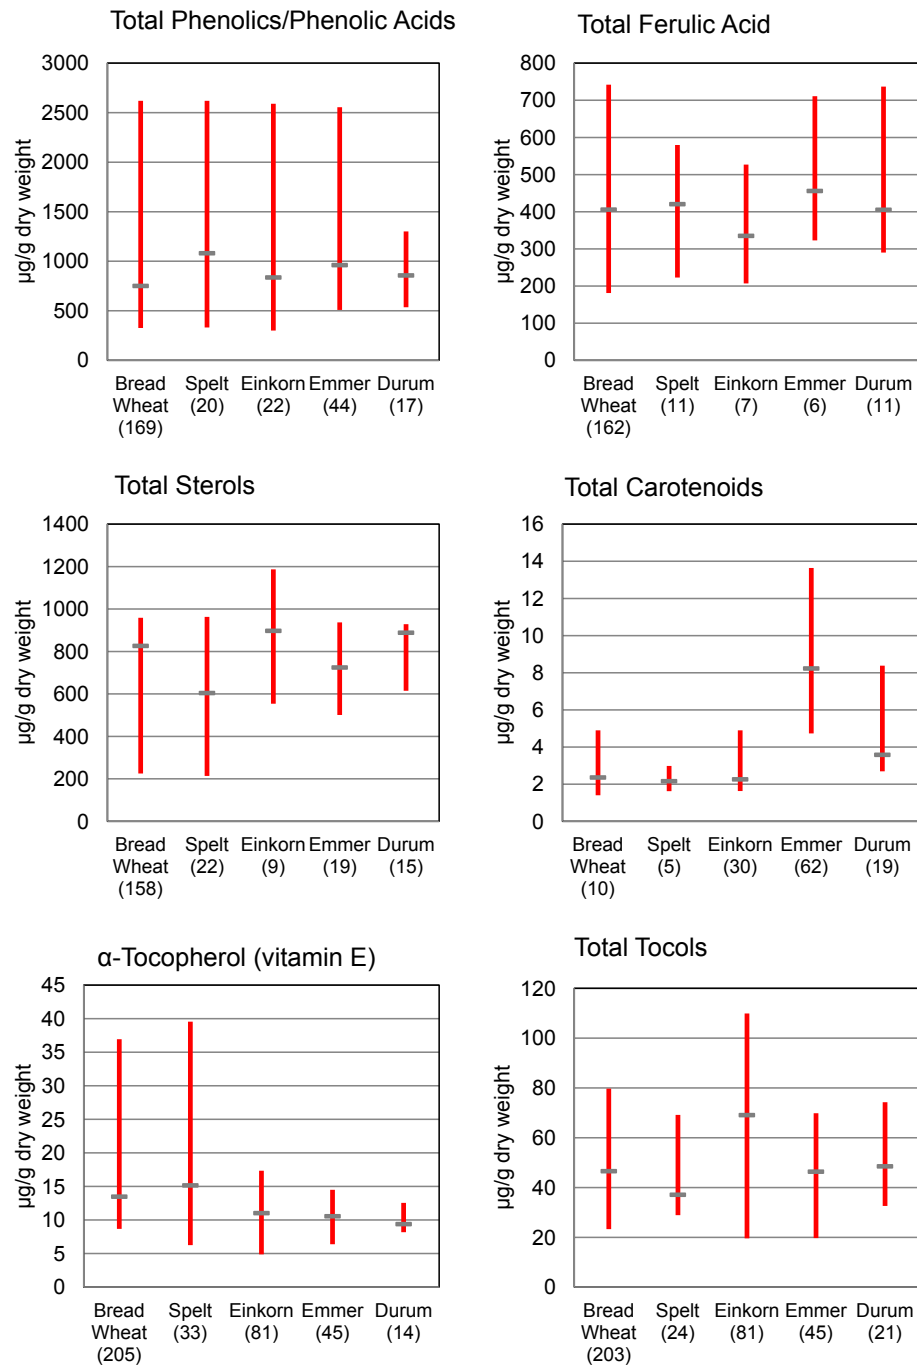 Total Phenolics/Phenolic Acids
µg/g dry weight
3000
2500
2000
1500
1000
500
0
Bread Spelt Einkorn Emmer Durum
Wheat (20) (22) (44) (17)
(169)
Total Ferulic Acid
µg/g dry weight
800
700
600
500
400
300
200
100
0
Bread Spelt Einkorn Emmer Durum
Wheat (11) (7) (6) (11)
(162)
Total Sterols
µg/g dry weight
1400
1200
1000
800
600
400
200
0
Bread Spelt Einkorn Emmer Durum
Wheat (22) (9) (19) (15)
(158)
Total Carotenoids
µg/g dry weight
16
14
12
10
8
6
4
2
0
Bread Spelt Einkorn Emmer Durum
Wheat (5) (30) (62) (19)
(10)
α-Tocopherol (vitamin E)
µg/g dry weight
45
40
35
30
25
20
15
10
5
0
Bread Spelt Einkorn Emmer Durum
Wheat (33) (81) (45) (14)
(205)
Total Tocols
µg/g dry weight
120
100
80
60
40
20
0
Bread Spelt Einkorn Emmer Durum
Wheat (24) (81) (45) (21)
(203)